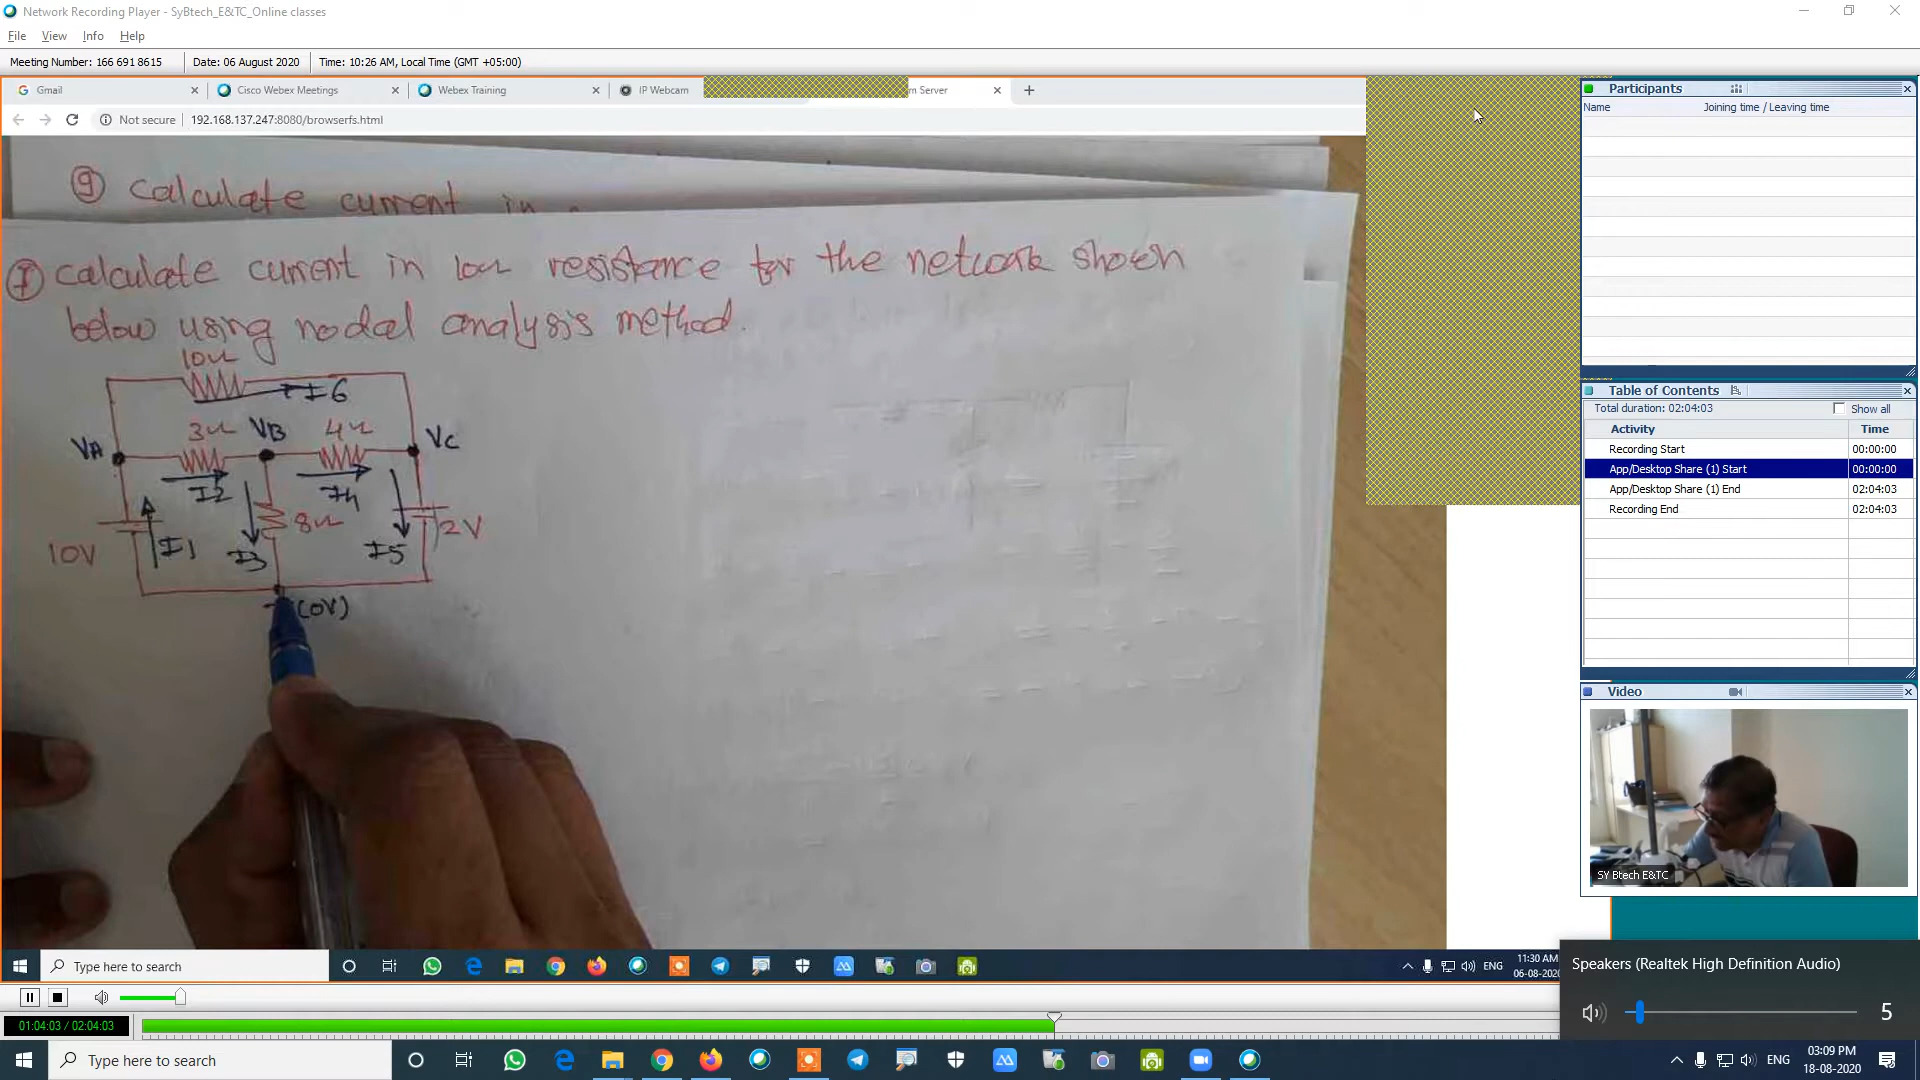 Network Recording Player - SyBtech_E&TC_Online classes
File View Info Help
Meeting Number: 166 691 8615 Date: 06 August 2020 Time: 10:26 AM, Local Time (GMT +05:00)
Gmail Cisco Webex Meetings Webex Training IP Webcam m Server
Not secure 192.168.137.247:8080/browserfs.html
⑨ Calculate current in
calculate current in 10Ω resistance for the network shown
below using nodal analysis method.
10Ω
I6
3Ω VB 4Ω
VA VC
I2 I4
8Ω
10V I1 I3 I5 2V
(0V)
Participants
Name Joining time / Leaving time
Table of Contents
Total duration: 02:04:03 Show all
Activity Time
Recording Start 00:00:00
App/Desktop Share (1) Start 00:00:00
App/Desktop Share (1) End 02:04:03
Recording End 02:04:03
Video
SY Btech E&TC
Type here to search
ENG
11:30 AM
06-08-2020
Speakers (Realtek High Definition Audio)
5
01:04:03 / 02:04:03
Type here to search
ENG
03:09 PM
18-08-2020